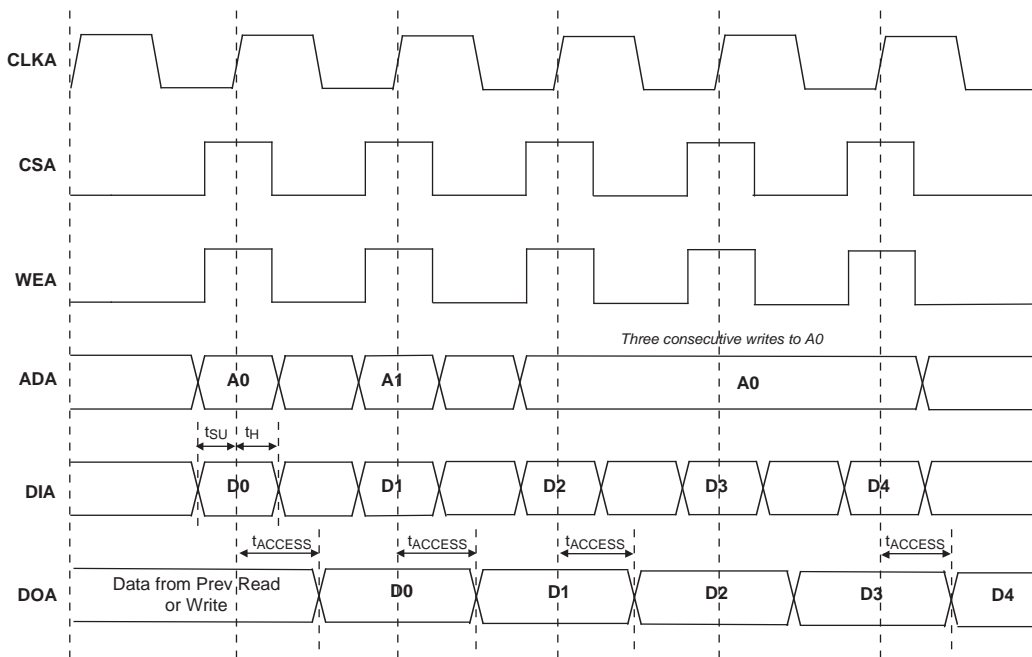 CLKA
CSA
WEA
Three consecutive writes to A0
ADA
A0
A1
A0
tSU
tH
DIA
D0
D1
D2
D3
D4
tACCESS
tACCESS
tACCESS
tACCESS
DOA
Data from Prev Read
or Write
D0
D1
D2
D3
D4